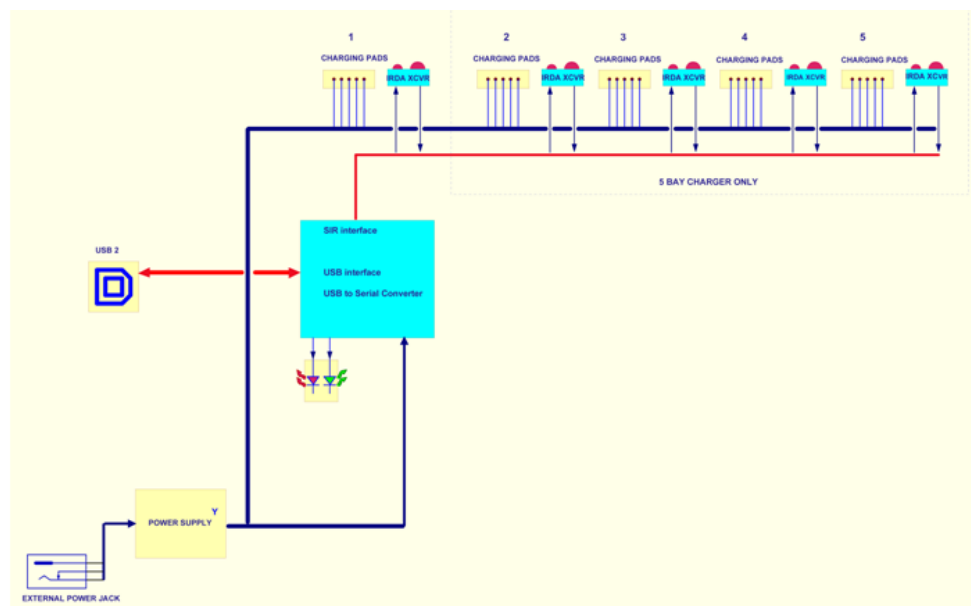 1 2 3 4 5
CHARGING PADS CHARGING PADS CHARGING PADS CHARGING PADS CHARGING PADS
IRDA XCVR IRDA XCVR IRDA XCVR IRDA XCVR IRDA XCVR
5 BAY CHARGER ONLY
SIR interface
USB 2
USB interface
USB to Serial Converter
Y
POWER SUPPLY
EXTERNAL POWER JACK